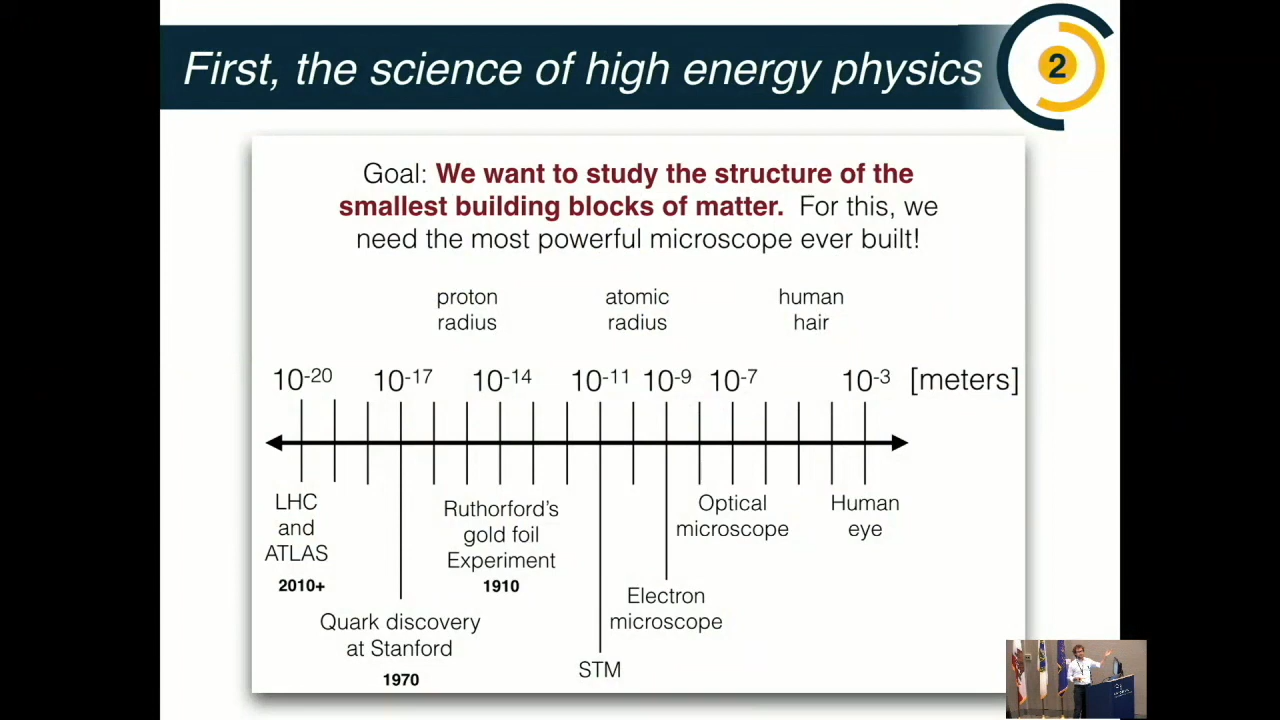 First, the science of high energy physics
2
Goal: We want to study the structure of the
smallest building blocks of matter. For this, we
need the most powerful microscope ever built!
proton
radius
atomic
radius
human
hair
10-20 10-17 10-14 10-11 10-9 10-7 10-3 [meters]
LHC
and
ATLAS
2010+
Quark discovery
at Stanford
1970
Rutherford's
gold foil
Experiment
1910
STM
Electron
microscope
Optical
microscope
Human
eye